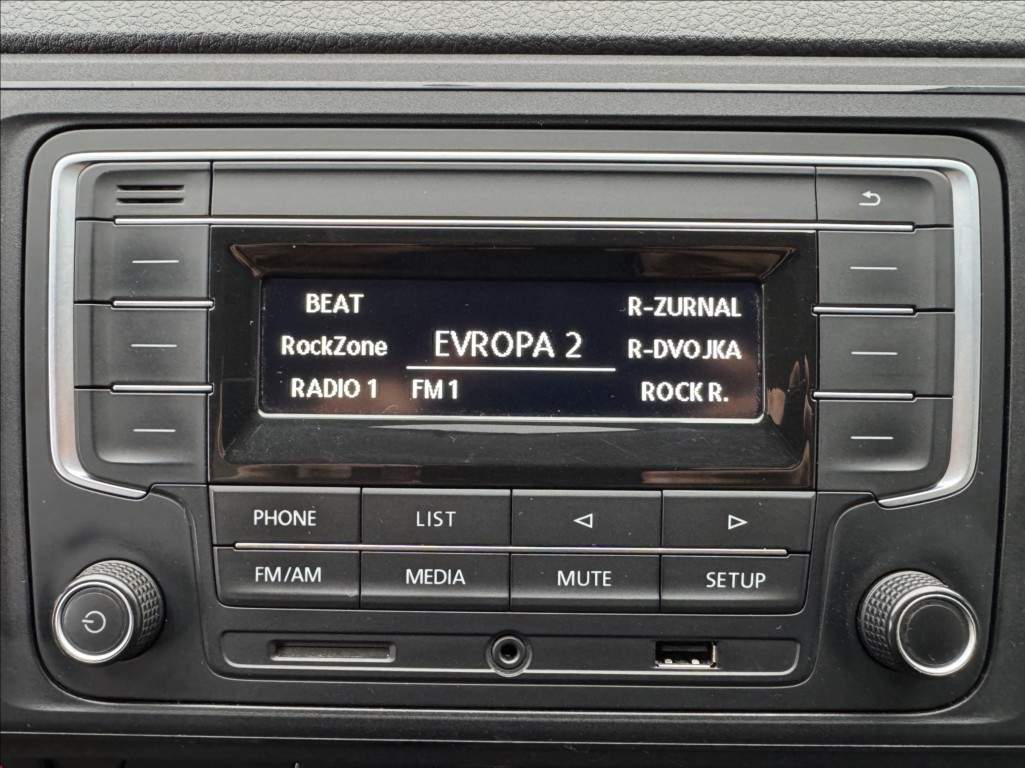 BEAT
R-ZURNAL
RockZone
EVROPA 2
R-DVOJKA
RADIO 1
FM 1
ROCK R.
PHONE
LIST
FM/AM
MEDIA
MUTE
SETUP